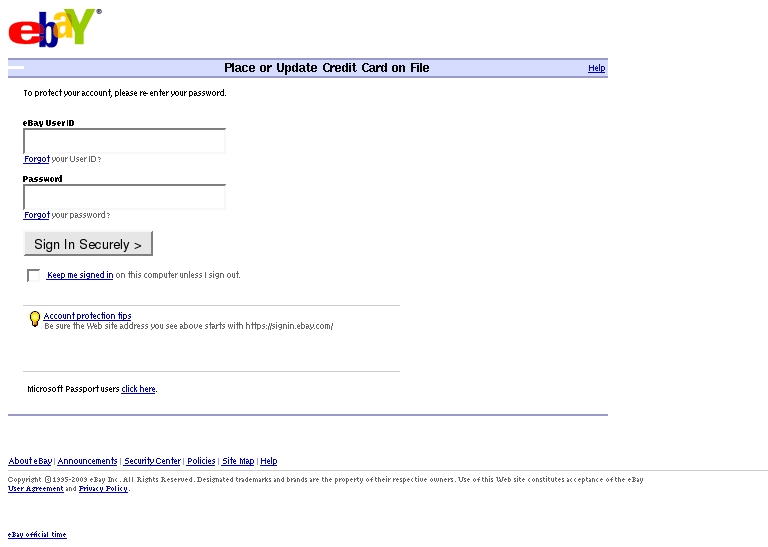 ebaY®
Place or Update Credit Card on File Help
To protect your account, please re-enter your password.
eBay User ID
Forgot your User ID?
Password
Forgot your password?
Sign In Securely >
Keep me signed in on this computer unless I sign out.
Account protection tips
Be sure the Web site address you see above starts with https://signin.ebay.com/
Microsoft Passport users click here.
About eBay | Announcements | Security Center | Policies | Site Map | Help
Copyright © 1995-2009 eBay Inc. All Rights Reserved. Designated trademarks and brands are the property of their respective owners. Use of this Web site constitutes acceptance of the eBay
User Agreement and Privacy Policy.
eBay official time